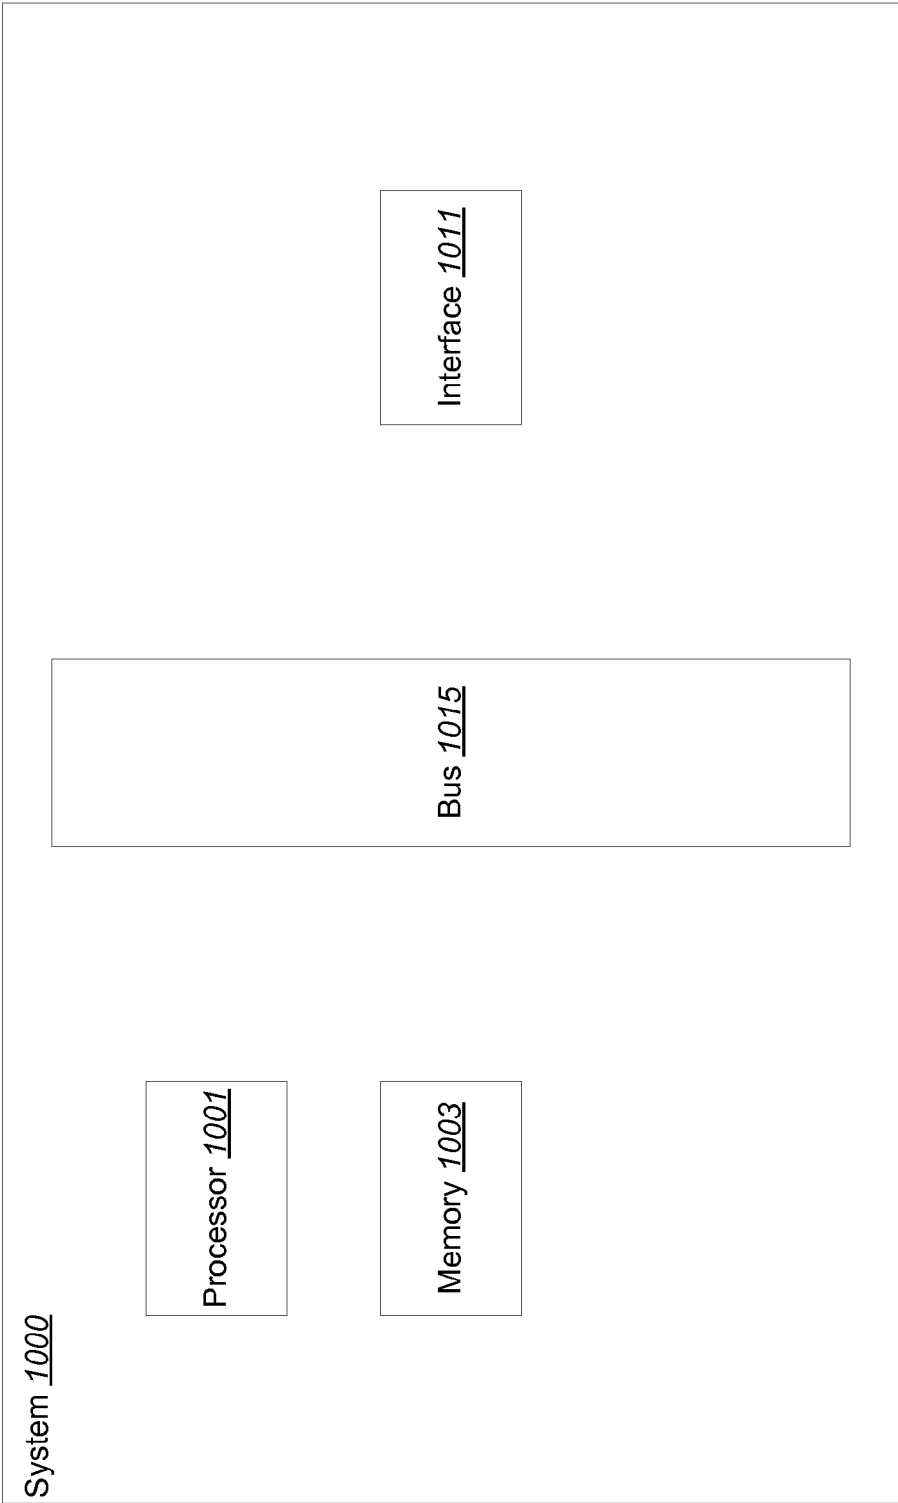 System 1000
Processor 1001
Memory 1003
Bus 1015
Interface 1011